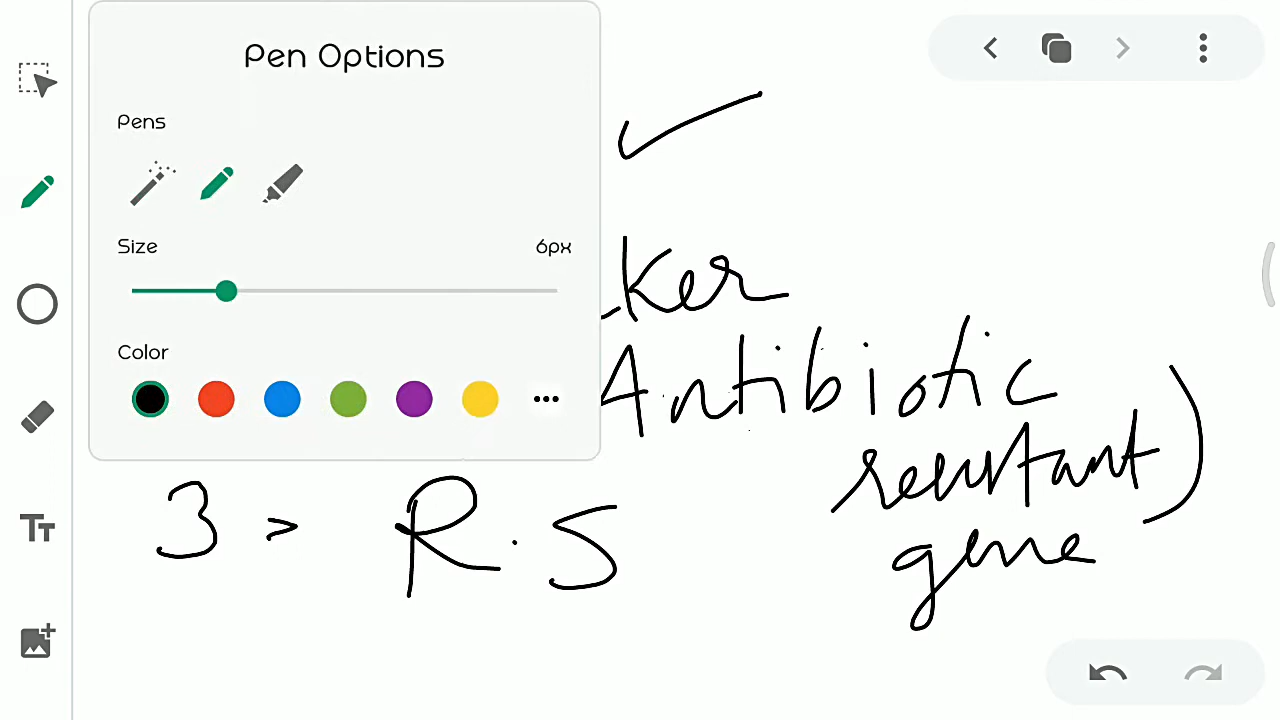 Pen Options
Pens
Size 6px
Color
ker
Antibiotic
resistant)
gene
3 > R.S